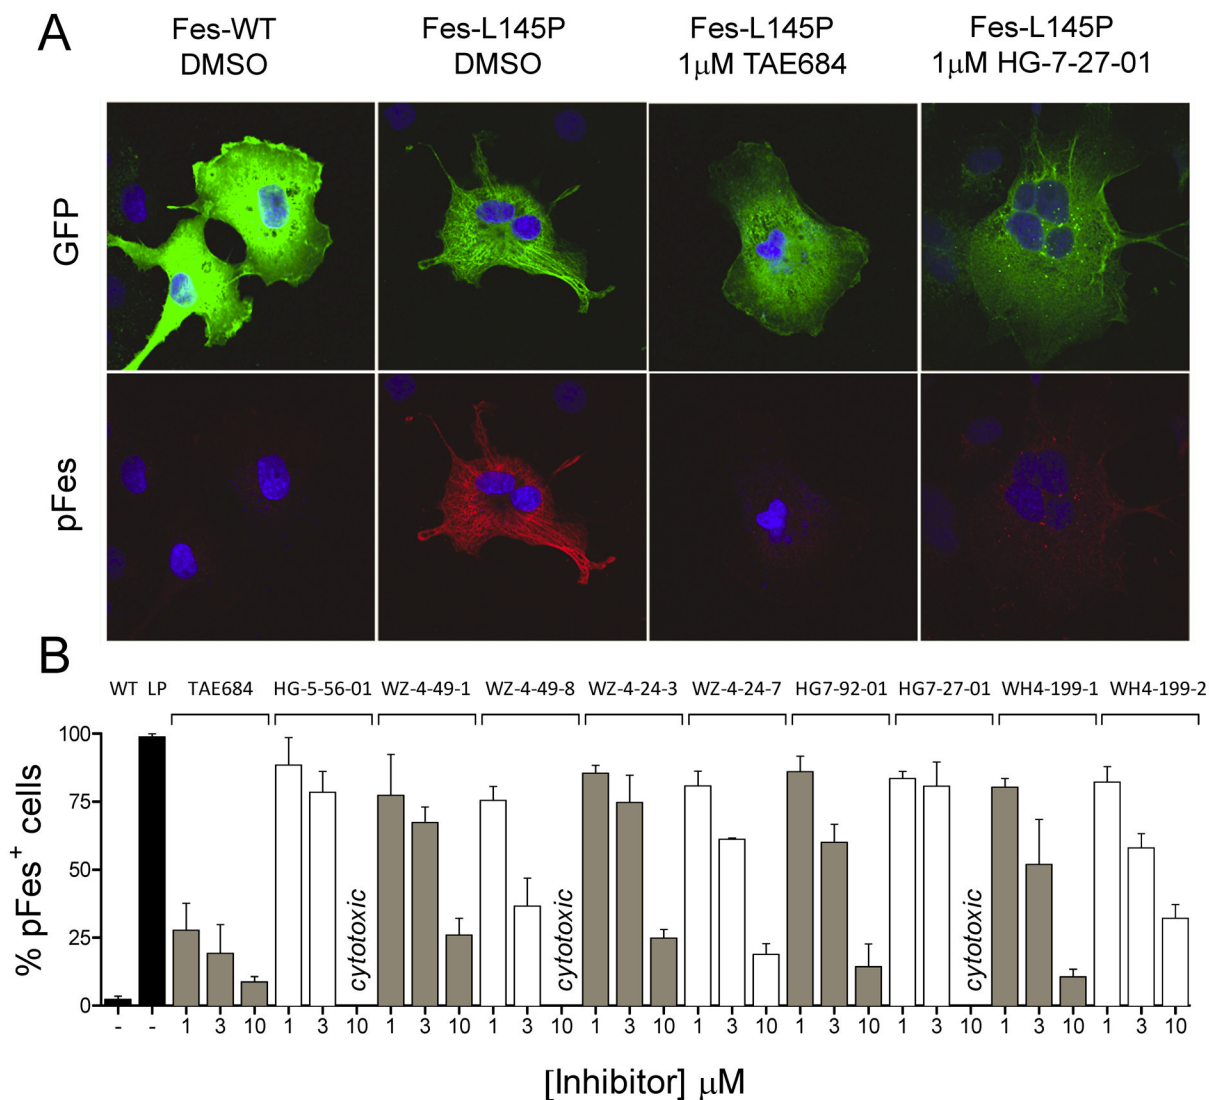 A
Fes-WT
DMSO
Fes-L145P
DMSO
Fes-L145P
1μM TAE684
Fes-L145P
1μM HG-7-27-01
GFP
pFes
B
WT LP TAE684 HG-5-56-01 WZ-4-49-1 WZ-4-49-8 WZ-4-24-3 WZ-4-24-7 HG7-92-01 HG7-27-01 WH4-199-1 WH4-199-2
% pFes⁺ cells
100
75
50
25
0
cytotoxic
cytotoxic
cytotoxic
- - 1 3 10 1 3 10 1 3 10 1 3 10 1 3 10 1 3 10 1 3 10 1 3 10 1 3 10 1 3 10
[Inhibitor] μM